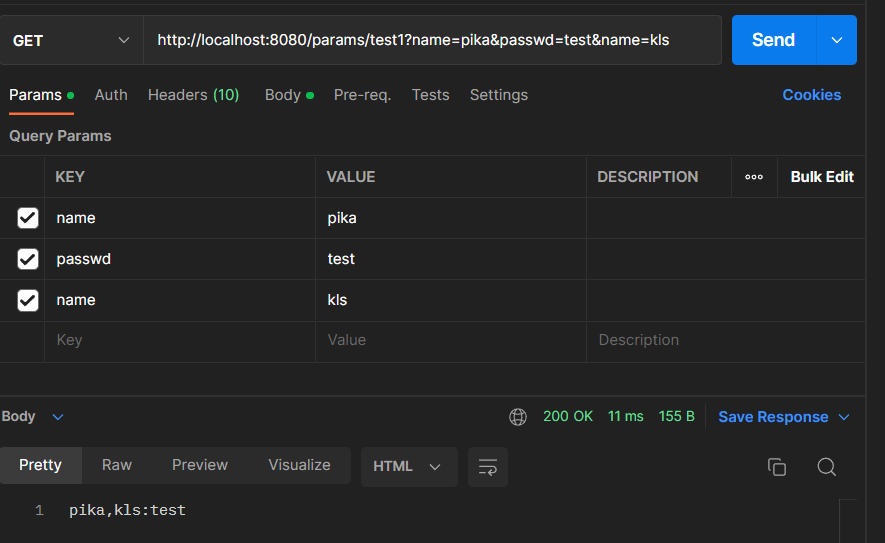 GET http://localhost:8080/params/test1?name=pika&passwd=test&name=kls Send
Params Auth Headers (10) Body Pre-req. Tests Settings Cookies
Query Params
KEY VALUE DESCRIPTION Bulk Edit
name pika
passwd test
name kls
Key Value Description
Body 200 OK 11 ms 155 B Save Response
Pretty Raw Preview Visualize HTML
1 pika,kls:test